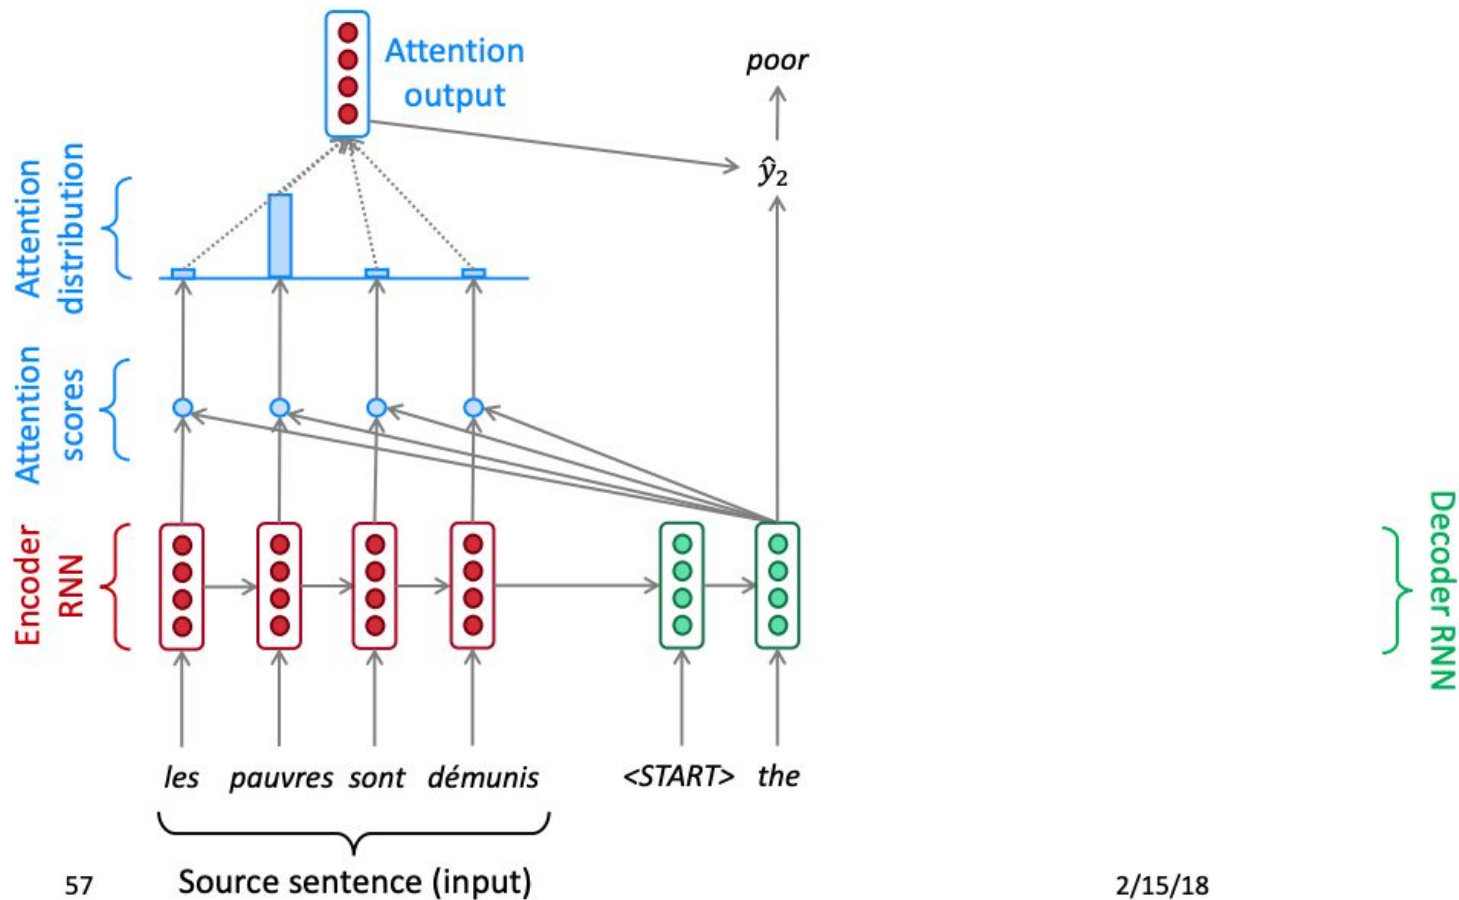 Attention
output
poor
ŷ₂
Attention
distribution
Attention
scores
Encoder
RNN
Decoder RNN
les pauvres sont démunis <START> the
Source sentence (input)
57
2/15/18